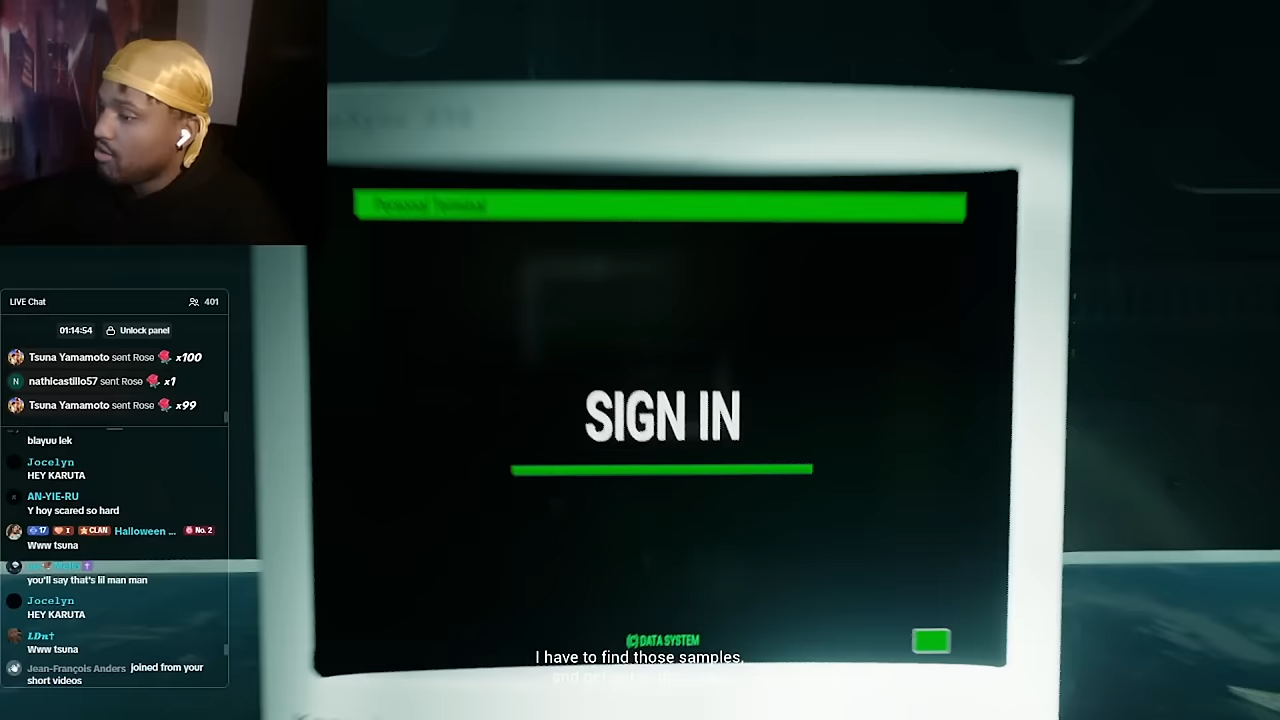 LIVE Chat 401
01:14:54 Unlock panel
Tsuna Yamamoto sent Rose x100
nathicastillo57 sent Rose x1
Tsuna Yamamoto sent Rose x99
blayuu lek
Jocelyn
HEY KARUTA
AN-YIE-RU
Y hoy scared so hard
17 I CLAN Halloween ... No. 2
Www tsuna
you'll say that's lil man man
Jocelyn
HEY KARUTA
LDn†
Www tsuna
Jean-François Anders joined from your
short videos
Personal Terminal
SIGN IN
(C) DATA SYSTEM
I have to find those samples,